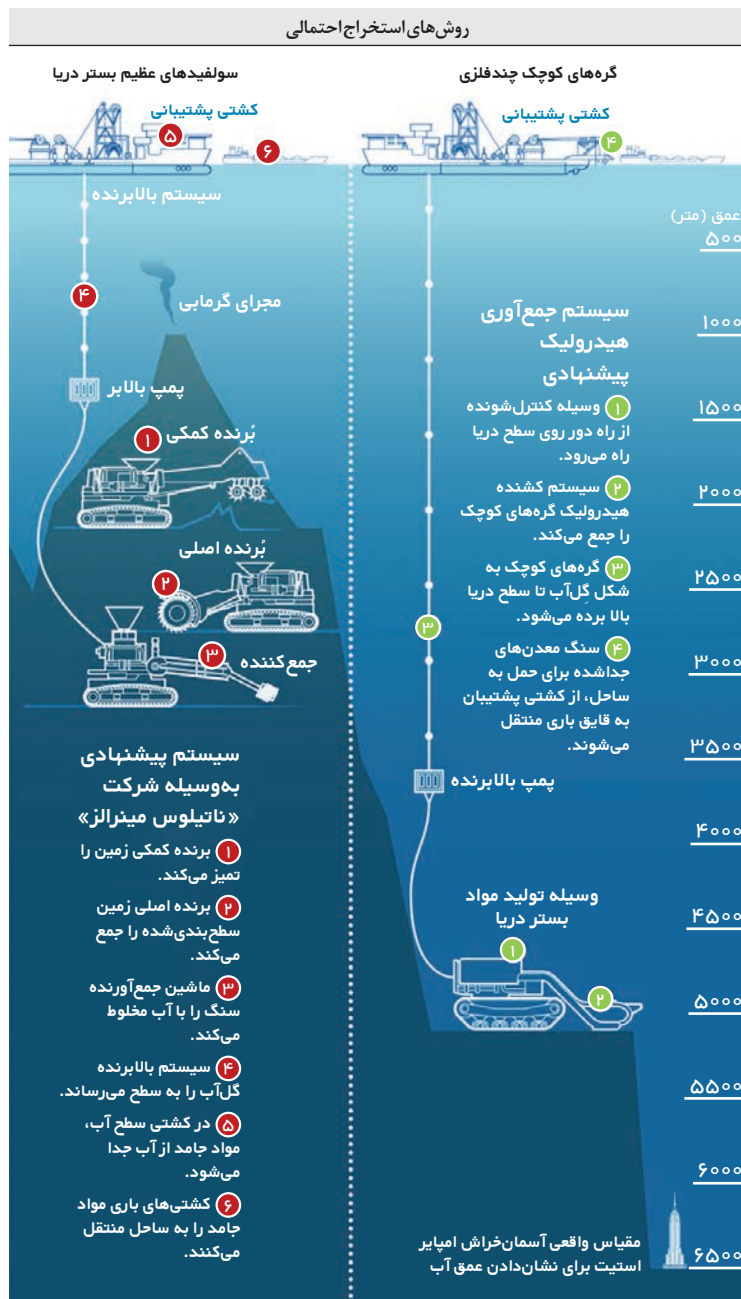 روش‌های استخراج احتمالی
گره‌های کوچک چندفلزی
کشتی پشتیبانی
۴
عمق (متر)
۵۰۰
۱۰۰۰
۱۵۰۰
۲۰۰۰
۲۵۰۰
۳۰۰۰
۳۵۰۰
۴۰۰۰
۴۵۰۰
۵۰۰۰
۵۵۰۰
۶۰۰۰
۶۵۰۰
سیستم جمع‌آوری
هیدرولیک
پیشنهادی
۱ وسیله کنترل‌شونده
از راه دور روی سطح دریا
راه می‌رود.
۲ سیستم کشنده
هیدرولیک گره‌های کوچک
را جمع می‌کند.
۳ گره‌های کوچک به
شکل گِل‌آب تا سطح دریا
بالا برده می‌شود.
۴ سنگ معدن‌های
جداشده برای حمل به
ساحل، از کشتی پشتیبان
به قایق باری منتقل
می‌شوند.
۳
پمپ بالابرنده
وسیله تولید مواد
بستر دریا
۱
۲
مقیاس واقعی آسمان‌خراش امپایر
استیت برای نشان‌دادن عمق آب
سولفیدهای عظیم بستر دریا
کشتی پشتیبانی
۵
۶
سیستم بالابرنده
۴
مجرای گرمابی
پمپ بالابر
بُرنده کمکی
۱
بُرنده اصلی
۲
جمع‌کننده
۳
سیستم پیشنهادی
به‌وسیله شرکت
«ناتیلوس مینرالز»
۱ برنده کمکی زمین را
تمیز می‌کند.
۲ برنده اصلی زمین
سطح‌بندی‌شده را جمع
می‌کند.
۳ ماشین جمع‌آورنده
سنگ را با آب مخلوط
می‌کند.
۴ سیستم بالابرنده
گل‌آب را به سطح می‌رساند.
۵ در کشتی سطح آب،
مواد جامد از آب جدا
می‌شود.
۶ کشتی‌های باری مواد
جامد را به ساحل منتقل
می‌کنند.